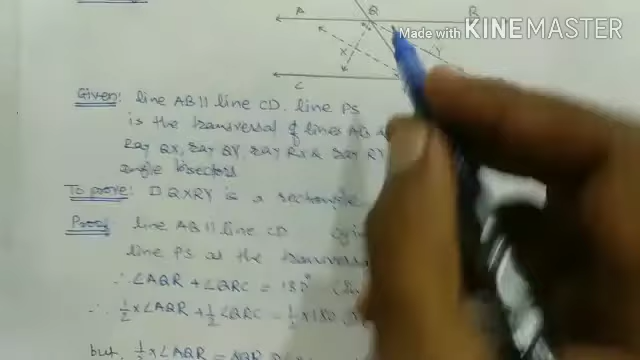 A Q B
Made with KINEMASTER
X Y
C
Given: line AB || line CD. line PS
is the transversal of lines AB &
Ray QX, ray QY, ray RX & ray RY
angle bisectors
To prove: □ QXRY is a rectangle
Proof line AB || line CD
line PS as the transversal
∴ ∠AQR + ∠QRC = 180°
∴ 1/2 × ∠AQR + 1/2 ∠QRC = 1/2 × 180
but, 1/2 × ∠AQR = XQR